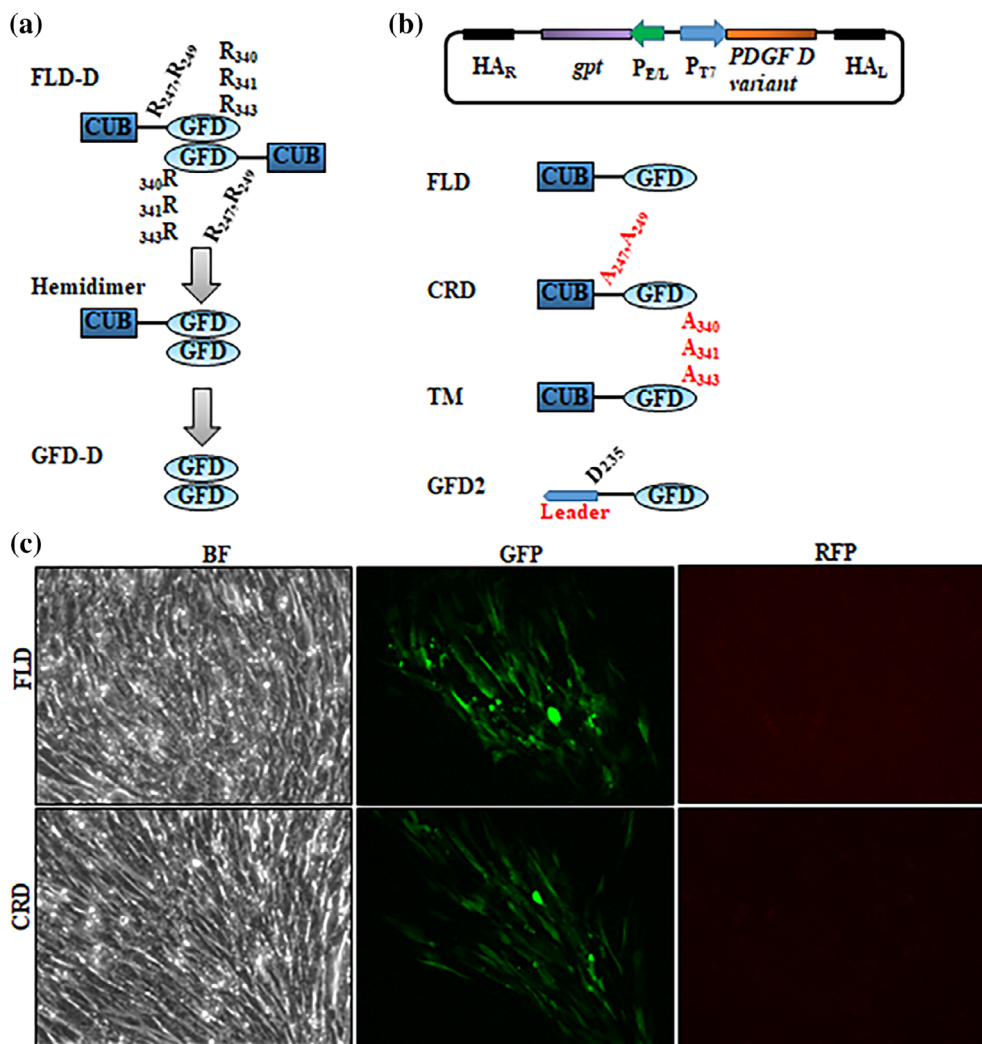 (a)
FLD-D
R247,R249
R340
R341
R343
CUB
GFD
GFD
CUB
340R
341R
343R
R247,R249
Hemidimer
CUB
GFD
GFD
GFD-D
GFD
GFD
(b)
HAR
gpt
PE/L
PT7
PDGF D
variant
HAL
FLD
CUB
GFD
A247,A249
CRD
CUB
GFD
A340
A341
A343
TM
CUB
GFD
D235
GFD2
GFD
Leader
(c)
BF
GFP
RFP
FLD
CRD